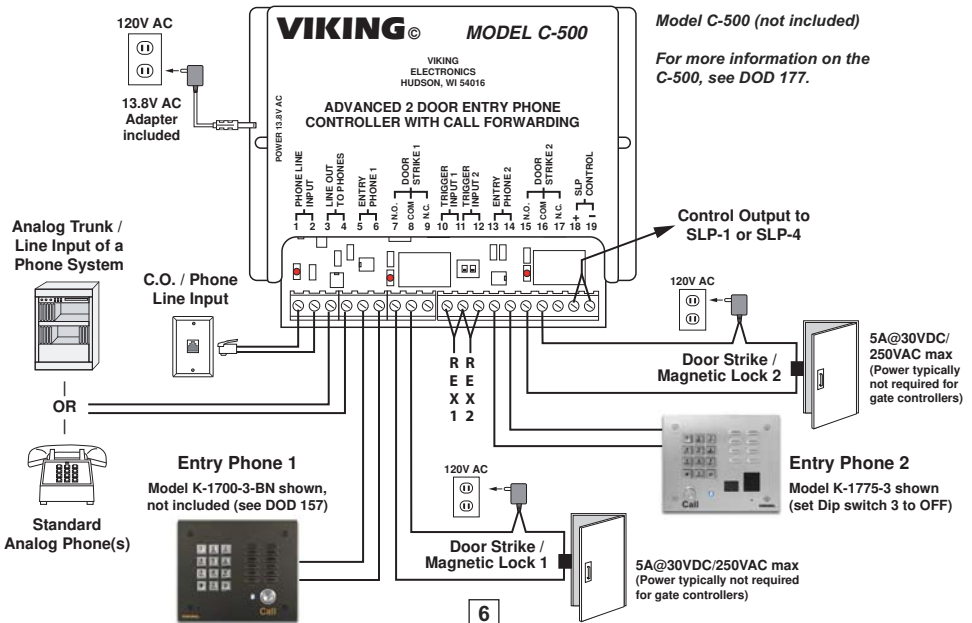 VIKING© MODEL C-500
VIKING
ELECTRONICS
HUDSON, WI 54016
ADVANCED 2 DOOR ENTRY PHONE
CONTROLLER WITH CALL FORWARDING
POWER 13.8V AC
120V AC
13.8V AC
Adapter
included
Model C-500 (not included)
For more information on the
C-500, see DOD 177.
PHONE LINE
INPUT
LINE OUT
TO PHONES
ENTRY
PHONE 1
DOOR
STRIKE 1
TRIGGER
INPUT 1
TRIGGER
INPUT 2
ENTRY
PHONE 2
DOOR
STRIKE 2
SLP
CONTROL
N.O. COM N.C. N.O. COM N.C. + –
1 2 3 4 5 6 7 8 9 10 11 12 13 14 15 16 17 18 19
Control Output to
SLP-1 or SLP-4
Analog Trunk /
Line Input of a
Phone System
C.O. / Phone
Line Input
OR
Standard
Analog Phone(s)
REX1
REX2
120V AC
Door Strike /
Magnetic Lock 2
5A@30VDC/
250VAC max
(Power typically
not required for
gate controllers)
Entry Phone 1
Model K-1700-3-BN shown,
not included (see DOD 157)
Call
120V AC
Door Strike /
Magnetic Lock 1
5A@30VDC/250VAC max
(Power typically not required
for gate controllers)
Call
Entry Phone 2
Model K-1775-3 shown
(set Dip switch 3 to OFF)
6